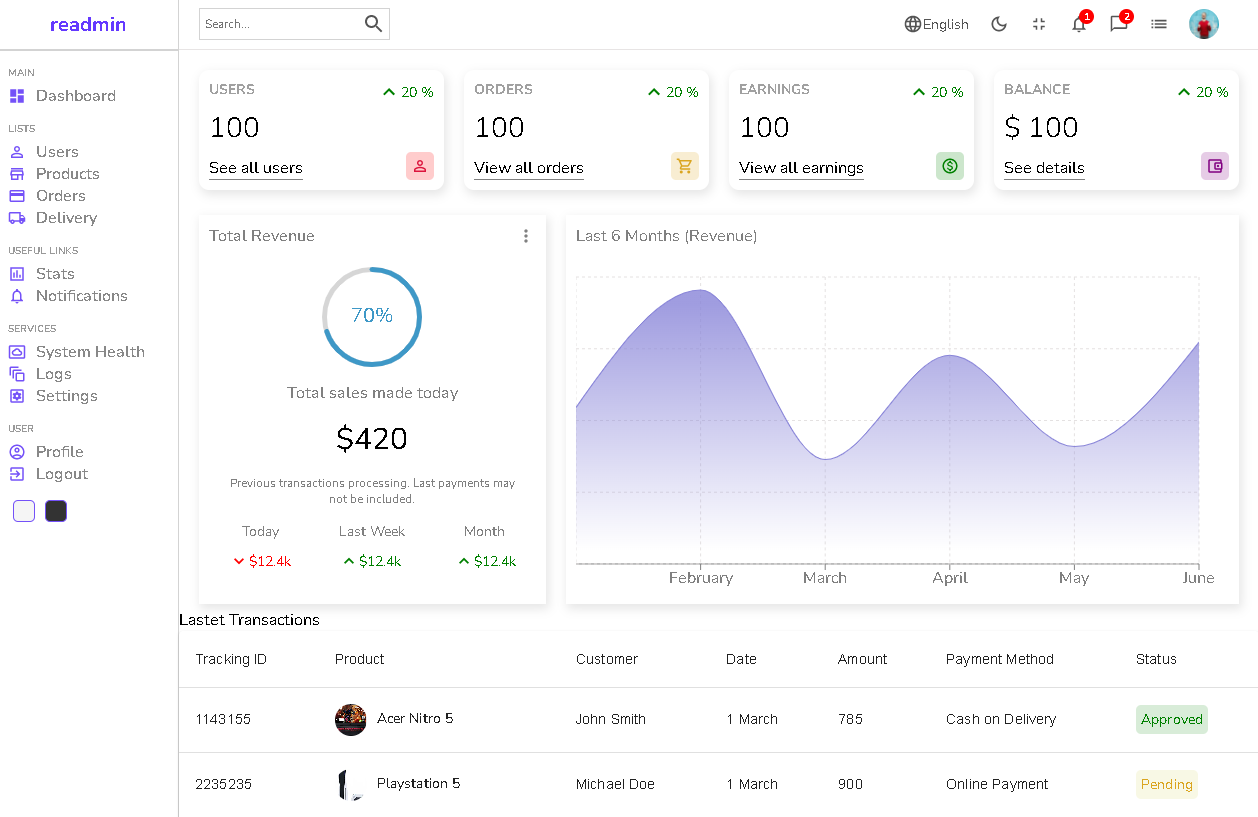 readmin
Search...
English
1
2
MAIN
Dashboard
LISTS
Users
Products
Orders
Delivery
USEFUL LINKS
Stats
Notifications
SERVICES
System Health
Logs
Settings
USER
Profile
Logout
USERS 20 %
100
See all users
ORDERS 20 %
100
View all orders
EARNINGS 20 %
100
View all earnings
BALANCE 20 %
$ 100
See details
Total Revenue
70%
Total sales made today
$420
Previous transactions processing. Last payments may
not be included.
Today Last Week Month
$12.4k $12.4k $12.4k
Last 6 Months (Revenue)
February March April May June
Lastet Transactions
Tracking ID Product Customer Date Amount Payment Method Status
1143155 Acer Nitro 5 John Smith 1 March 785 Cash on Delivery Approved
2235235 Playstation 5 Michael Doe 1 March 900 Online Payment Pending